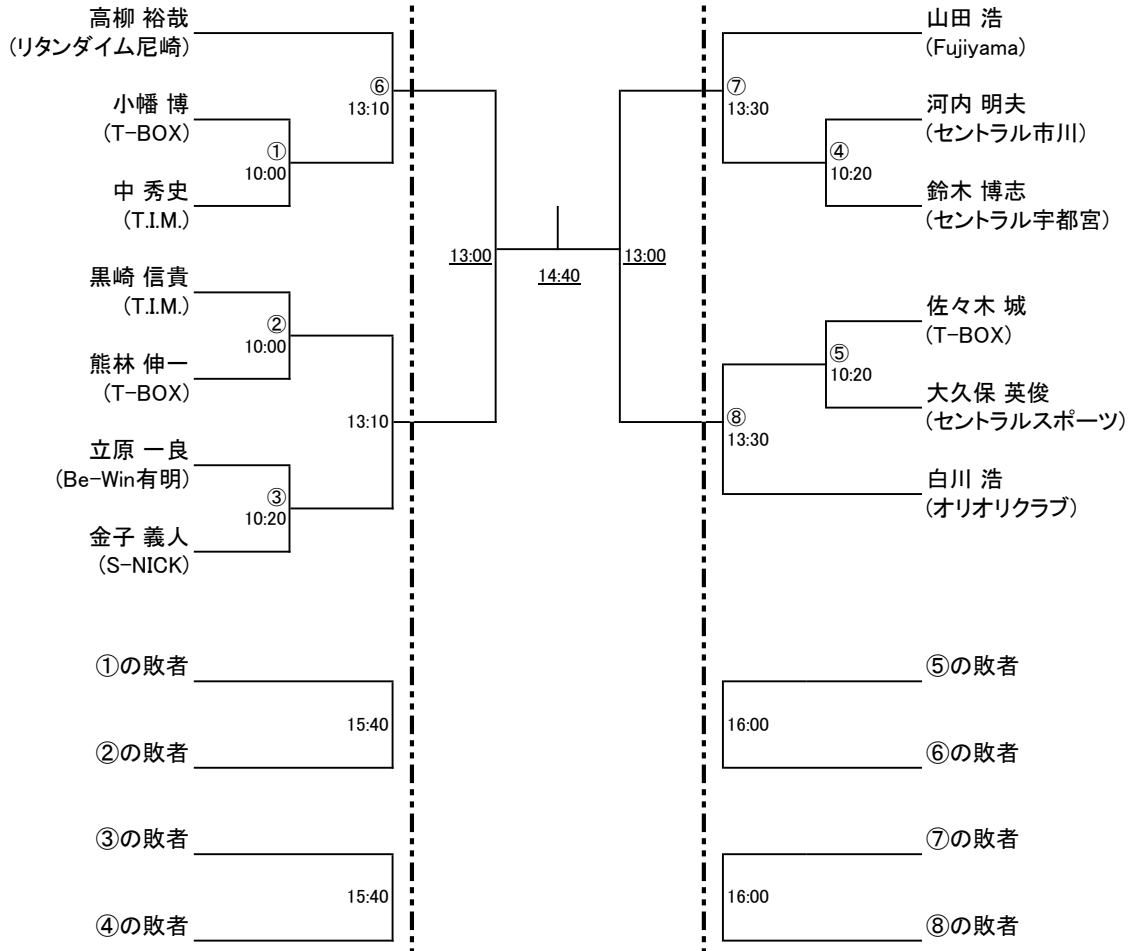 高柳 裕哉
(リタンダイム尼崎)
⑥
13:10
小幡 博
(T-BOX)
①
10:00
中 秀史
(T.I.M.)
黒崎 信貴
(T.I.M.)
②
10:00
熊林 伸一
(T-BOX)
13:10
立原 一良
(Be-Win有明)
③
10:20
金子 義人
(S-NICK)
13:00
14:40
13:00
山田 浩
(Fujiyama)
⑦
13:30
河内 明夫
(セントラル市川)
④
10:20
鈴木 博志
(セントラル宇都宮)
佐々木 城
(T-BOX)
⑤
10:20
大久保 英俊
(セントラルスポーツ)
⑧
13:30
白川 浩
(オリオリクラブ)
①の敗者
15:40
②の敗者
③の敗者
15:40
④の敗者
⑤の敗者
16:00
⑥の敗者
⑦の敗者
16:00
⑧の敗者